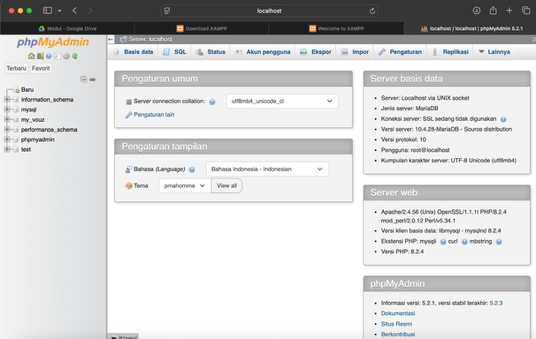 localhost
Modul - Google Drive
Download XAMPP
Welcome to XAMPP
localhost / localhost | phpMyAdmin 5.2.1
phpMyAdmin
Terbaru Favorit
Baru
information_schema
mysql
my_vouz
performance_schema
phpmyadmin
test
Server: localhost
Basis data SQL Status Akun pengguna Ekspor Impor Pengaturan Replikasi Lainnya
Pengaturan umum
Server connection collation: utf8mb4_unicode_ci
Pengaturan lain
Pengaturan tampilan
Bahasa (Language) Bahasa Indonesia - Indonesian
Tema pmahomme View all
Server basis data
• Server: Localhost via UNIX socket
• Jenis server: MariaDB
• Koneksi server: SSL sedang tidak digunakan
• Versi server: 10.4.28-MariaDB - Source distribution
• Versi protokol: 10
• Pengguna: root@localhost
• Kumpulan karakter server: UTF-8 Unicode (utf8mb4)
Server web
• Apache/2.4.56 (Unix) OpenSSL/1.1.1t PHP/8.2.4
mod_perl/2.0.12 Perl/v5.34.1
• Versi klien basis data: libmysql - mysqlnd 8.2.4
• Ekstensi PHP: mysqli curl mbstring
• Versi PHP: 8.2.4
phpMyAdmin
• Informasi versi: 5.2.1, versi stabil terakhir: 5.2.3
• Dokumentasi
• Situs Resmi
• Berkontribusi
Konsol